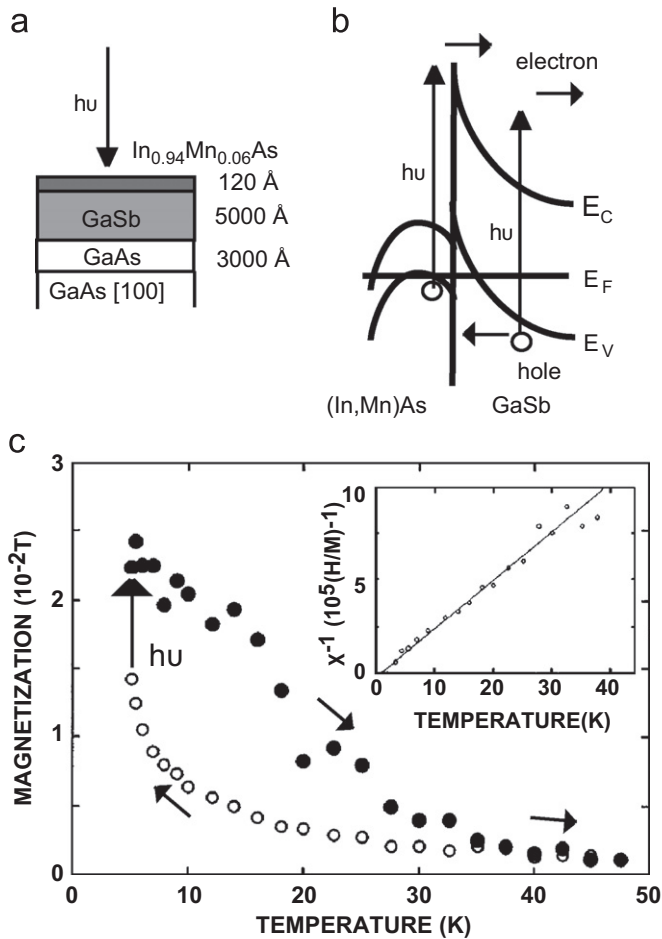 a
hυ
In0.94Mn0.06As
120 Å
GaSb
5000 Å
GaAs
3000 Å
GaAs [100]
b
electron
hυ
hυ
EC
EF
EV
hole
(In,Mn)As
GaSb
c
3
2
1
0
MAGNETIZATION (10-2T)
hυ
0
10
20
30
40
50
TEMPERATURE (K)
10
5
0
χ-1 (105(H/M)-1)
0
10
20
30
40
TEMPERATURE(K)